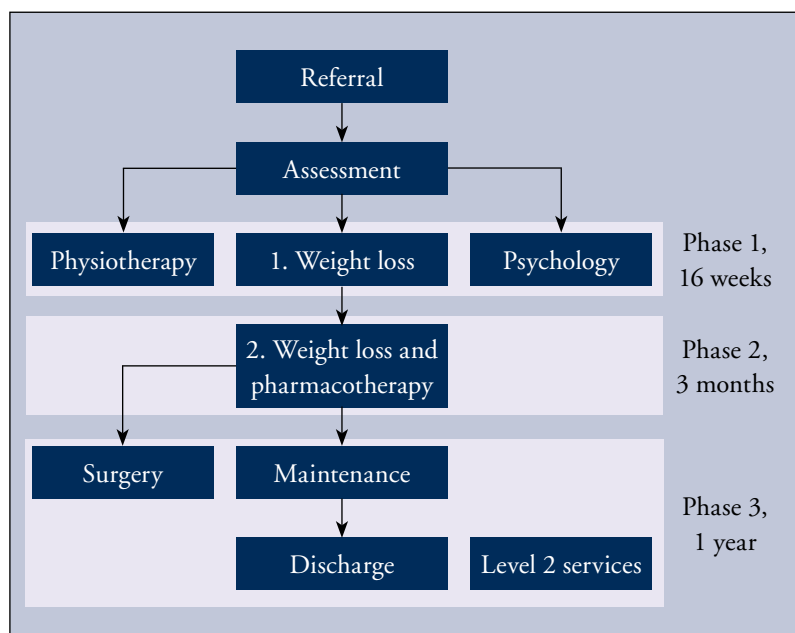 Referral
Assessment
Physiotherapy
1. Weight loss
Psychology
Phase 1,
16 weeks
2. Weight loss and
pharmacotherapy
Phase 2,
3 months
Surgery
Maintenance
Phase 3,
1 year
Discharge
Level 2 services